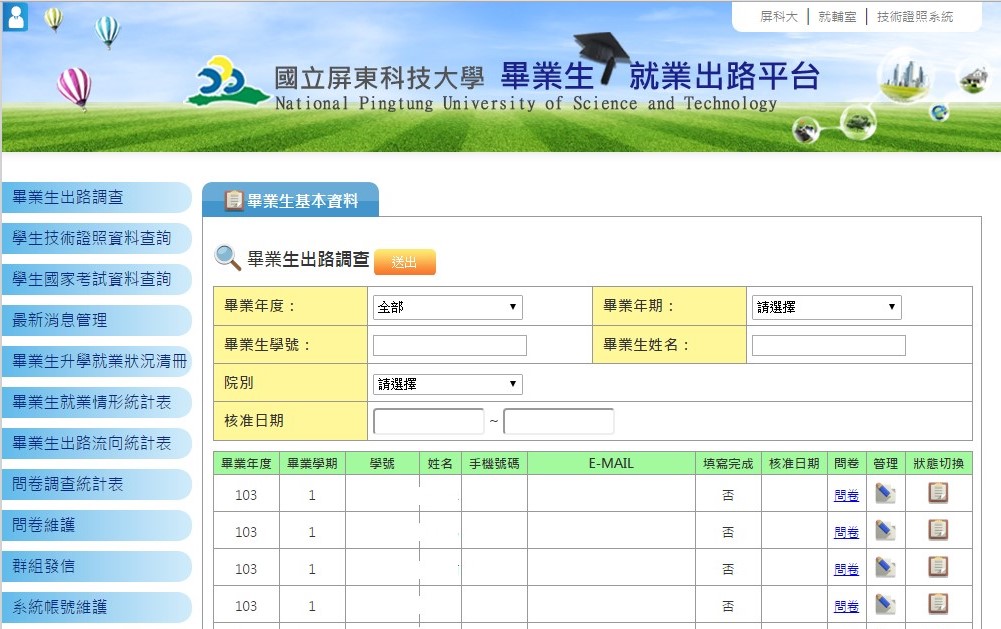 屏科大 | 就輔室 | 技術證照系統
國立屏東科技大學 畢業生 就業出路平台
National Pingtung University of Science and Technology
畢業生出路調查
學生技術證照資料查詢
學生國家考試資料查詢
最新消息管理
畢業生升學就業狀況清冊
畢業生就業情形統計表
畢業生出路流向統計表
問卷調查統計表
問卷維護
群組發信
系統帳號維護
畢業生基本資料
畢業生出路調查 送出
畢業年度： 全部 畢業年期： 請選擇
畢業生學號： 畢業生姓名：
院別 請選擇
核准日期 ~
畢業年度 畢業學期 學號 姓名 手機號碼 E-MAIL 填寫完成 核准日期 問卷 管理 狀態切換
103 1 否 問卷
103 1 否 問卷
103 1 否 問卷
103 1 否 問卷